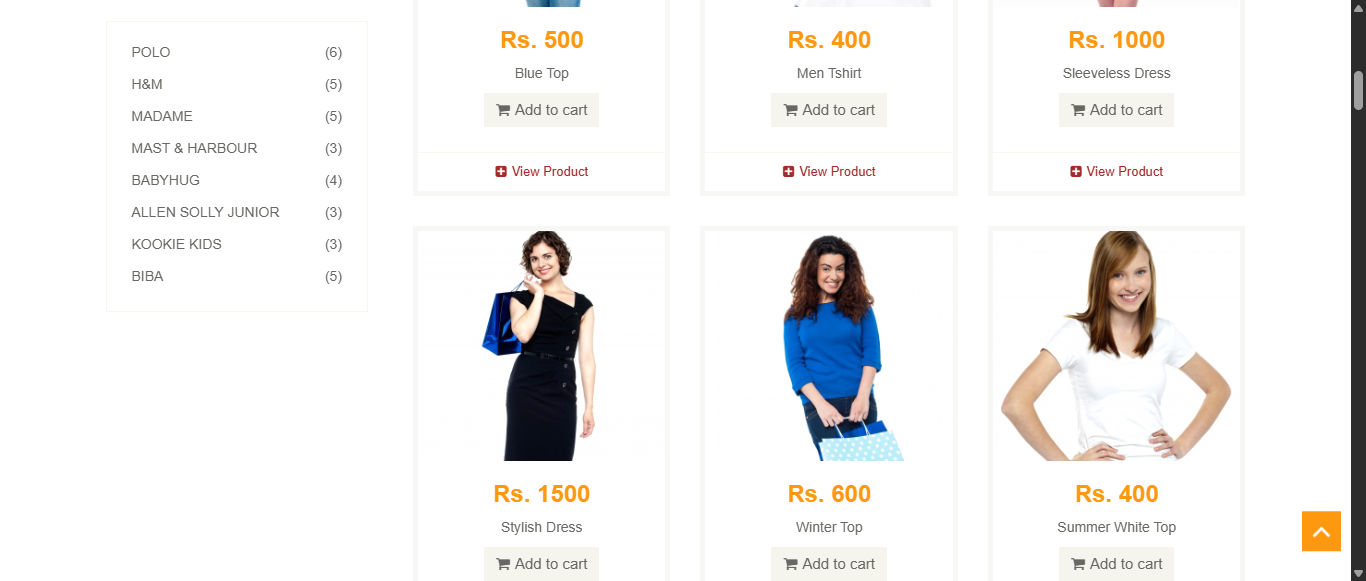 POLO (6)
H&M (5)
MADAME (5)
MAST & HARBOUR (3)
BABYHUG (4)
ALLEN SOLLY JUNIOR (3)
KOOKIE KIDS (3)
BIBA (5)
Rs. 500
Blue Top
Add to cart
View Product
Rs. 400
Men Tshirt
Add to cart
View Product
Rs. 1000
Sleeveless Dress
Add to cart
View Product
Rs. 1500
Stylish Dress
Add to cart
Rs. 600
Winter Top
Add to cart
Rs. 400
Summer White Top
Add to cart